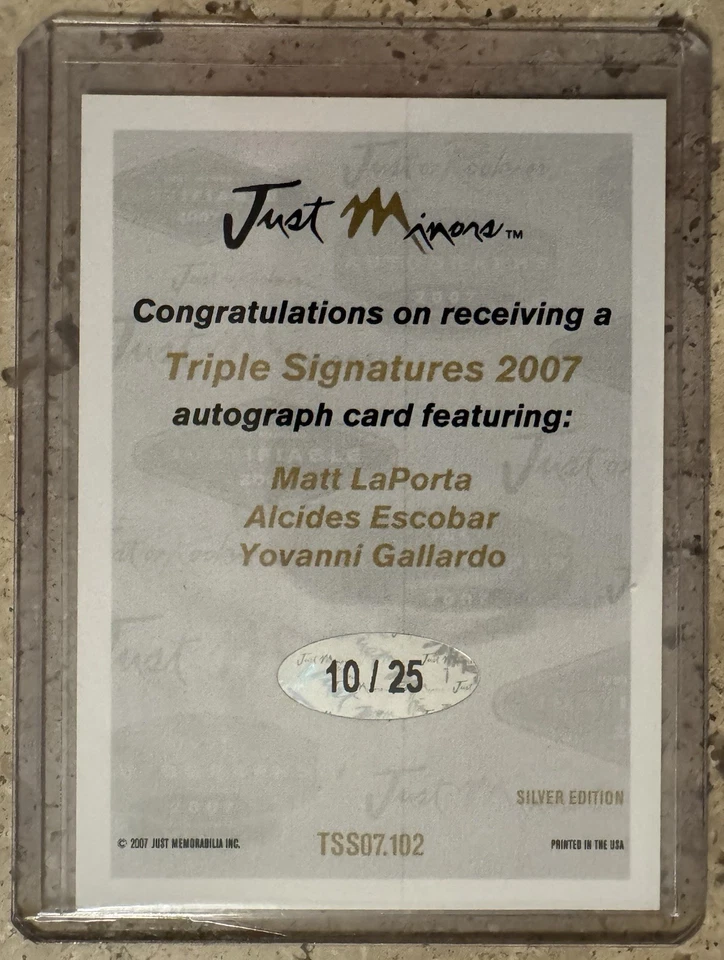 Just Minors™
Congratulations on receiving a
Triple Signatures 2007
autograph card featuring:
Matt LaPorta
Alcides Escobar
Yovanni Gallardo
10 / 25
SILVER EDITION
© 2007 JUST MEMORABILIA INC.
TSS07.102
PRINTED IN THE USA